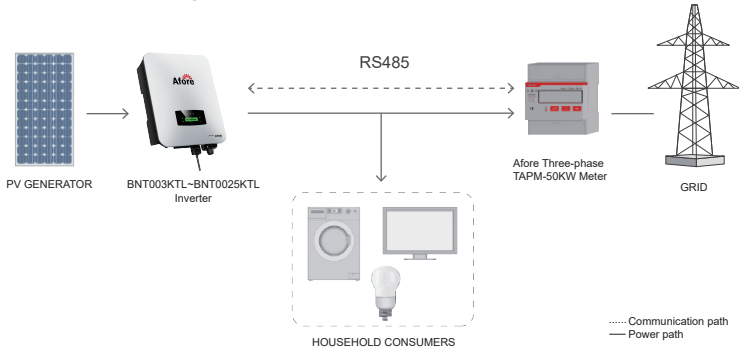 RS485
Afore
PV GENERATOR
BNT003KTL~BNT0025KTL
Inverter
Afore Three-phase
TAPM-50KW Meter
GRID
HOUSEHOLD CONSUMERS
Communication path
Power path